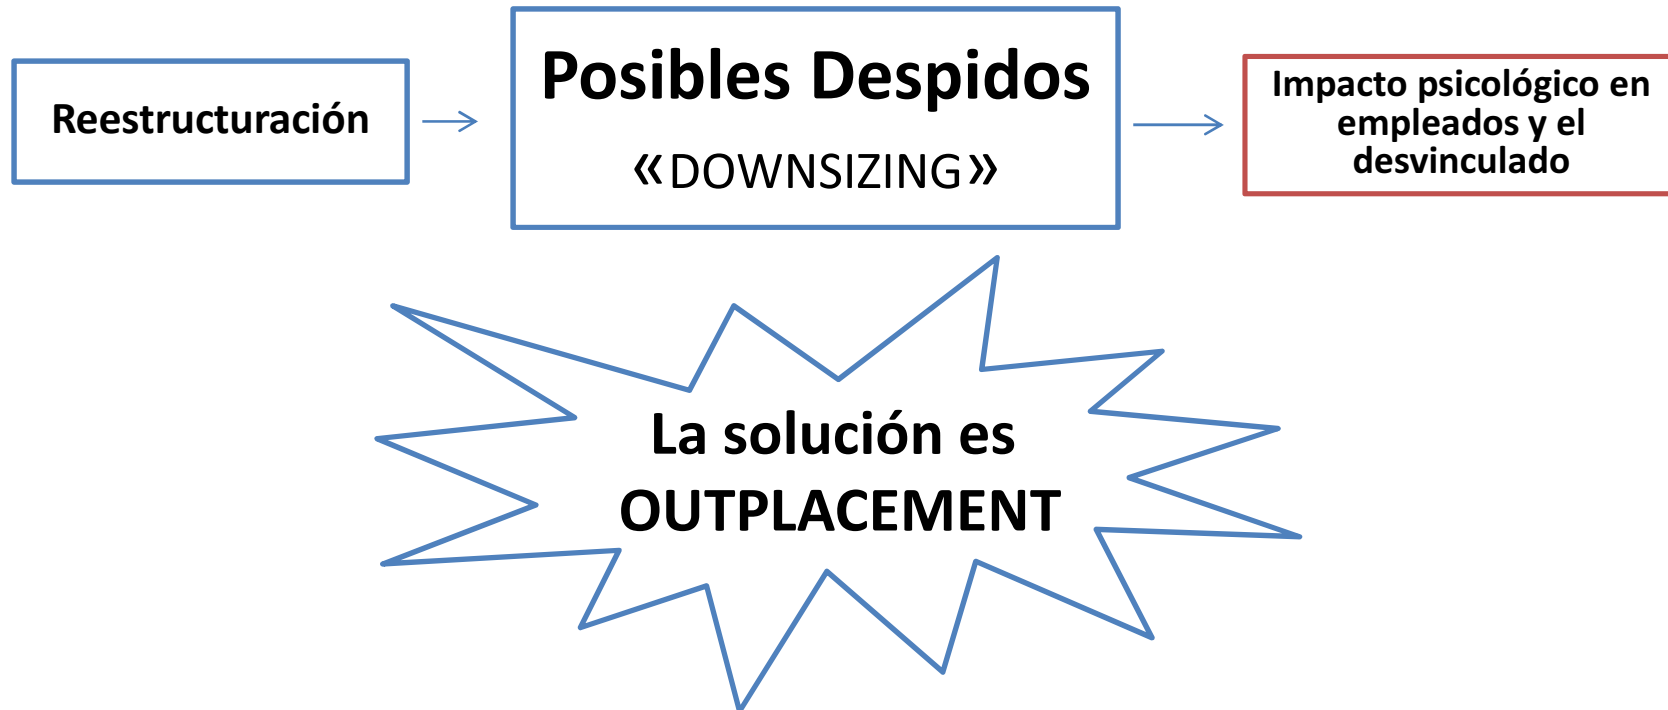 Reestructuración
Posibles Despidos
«DOWNSIZING»
Impacto psicológico en
empleados y el
desvinculado
La solución es
OUTPLACEMENT